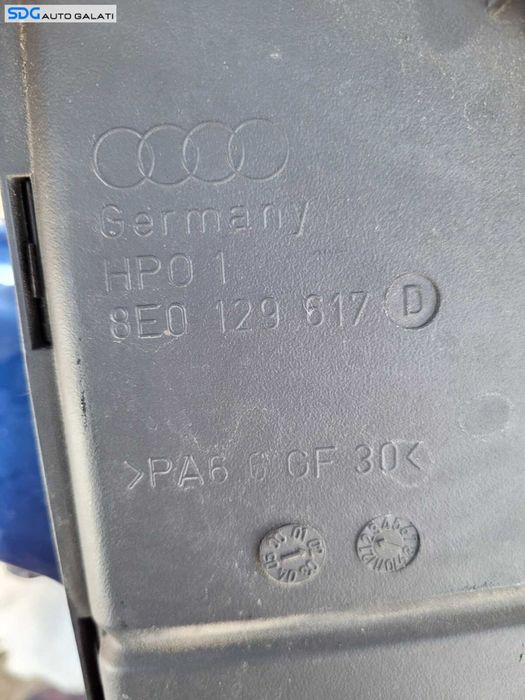 SDG AUTO GALATI
Germany
HPO 1
8E0 129 617 D
>PA6 6 GF 30<